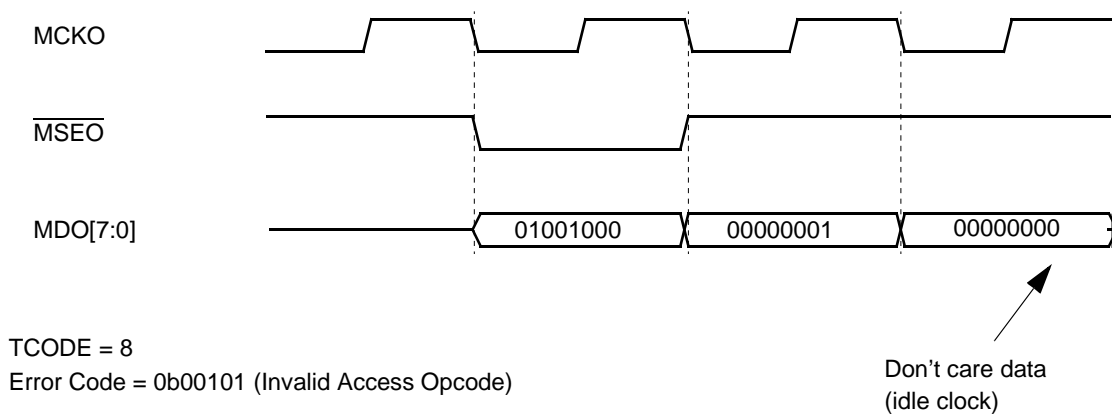 MCKO
MSEO
MDO[7:0]
01001000 00000001 00000000
TCODE = 8
Error Code = 0b00101 (Invalid Access Opcode)
Don’t care data
(idle clock)